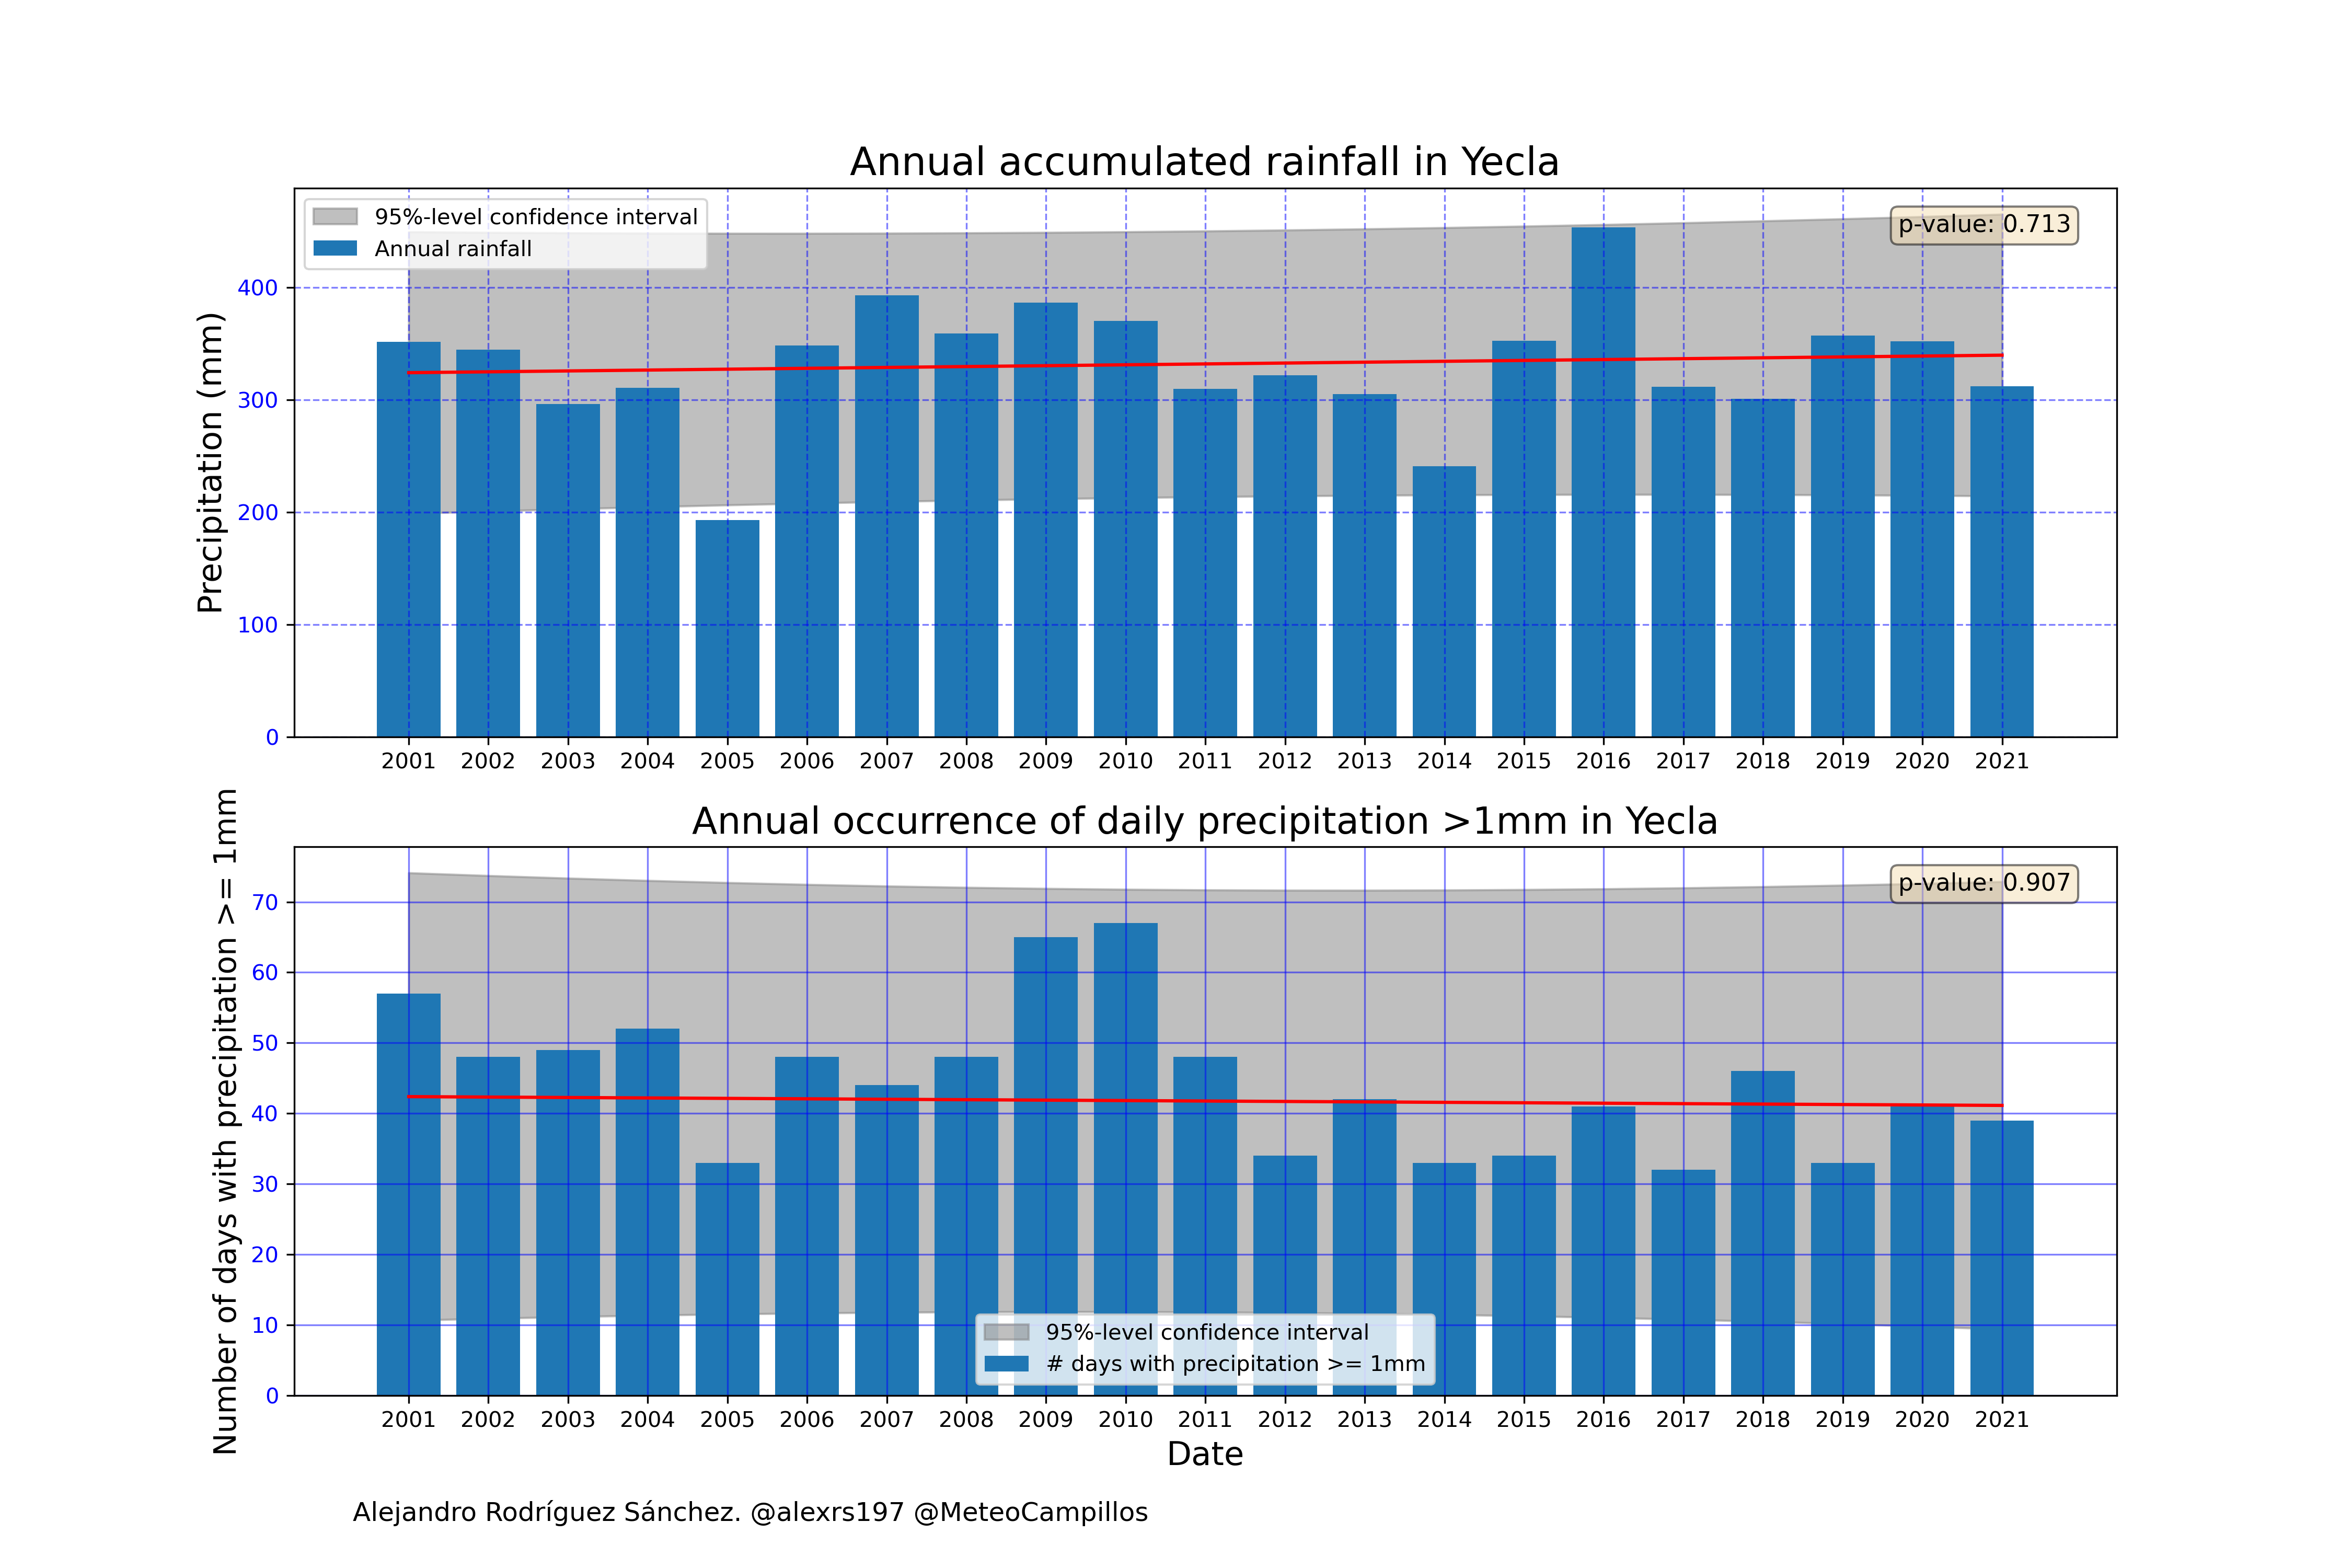 Annual accumulated rainfall in Yecla
95%-level confidence interval
Annual rainfall
p-value: 0.713
Precipitation (mm)
400
300
200
100
0
2001 2002 2003 2004 2005 2006 2007 2008 2009 2010 2011 2012 2013 2014 2015 2016 2017 2018 2019 2020 2021
Annual occurrence of daily precipitation >1mm in Yecla
p-value: 0.907
Number of days with precipitation >= 1mm
70
60
50
40
30
20
10
0
95%-level confidence interval
# days with precipitation >= 1mm
2001 2002 2003 2004 2005 2006 2007 2008 2009 2010 2011 2012 2013 2014 2015 2016 2017 2018 2019 2020 2021
Date
Alejandro Rodríguez Sánchez. @alexrs197 @MeteoCampillos